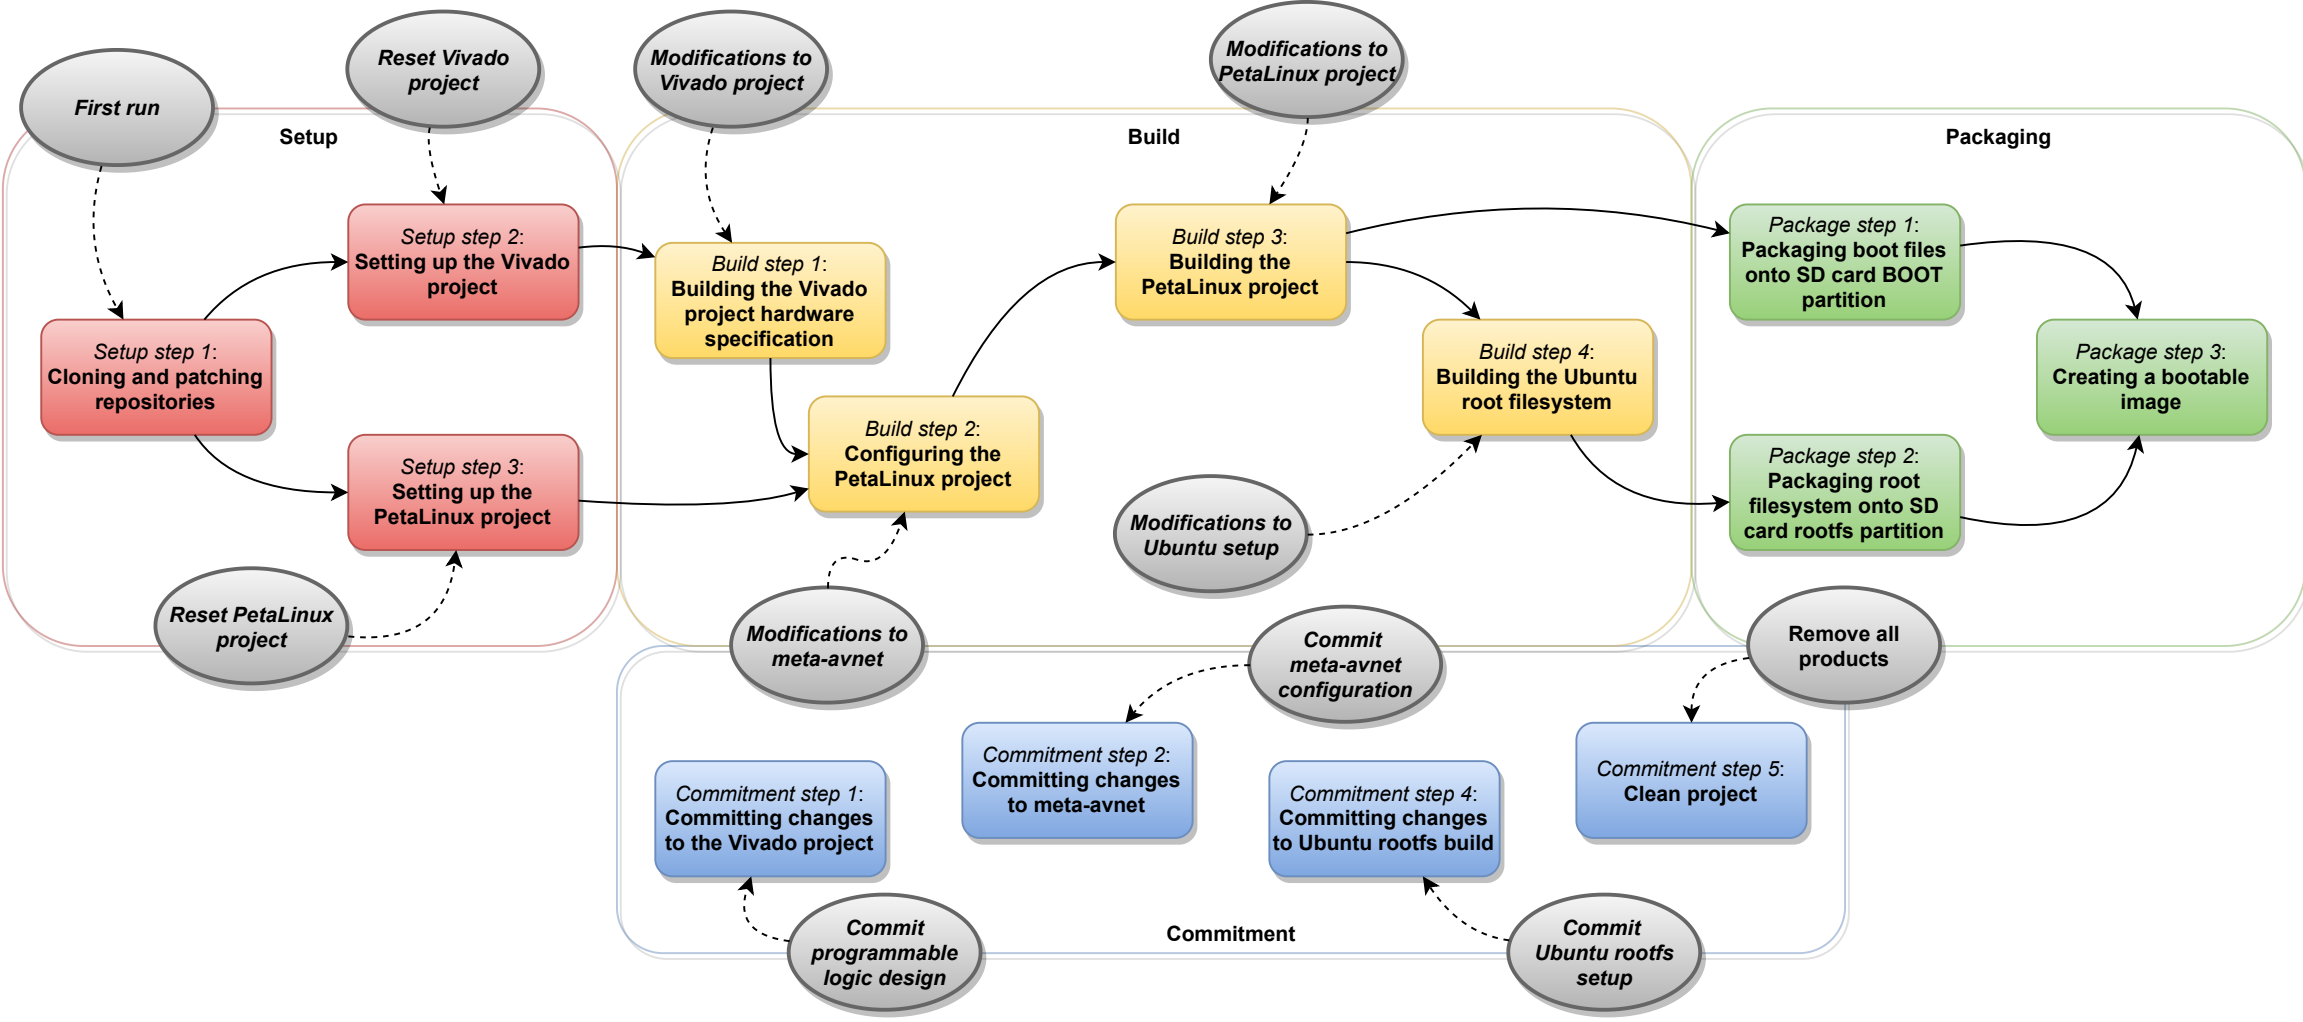 First run
Reset Vivado
project
Modifications to
Vivado project
Modifications to
PetaLinux project
Setup
Build
Packaging
Setup step 1:
Cloning and patching
repositories
Setup step 2:
Setting up the Vivado
project
Setup step 3:
Setting up the
PetaLinux project
Reset PetaLinux
project
Build step 1:
Building the Vivado
project hardware
specification
Build step 2:
Configuring the
PetaLinux project
Build step 3:
Building the
PetaLinux project
Build step 4:
Building the Ubuntu
root filesystem
Modifications to
Ubuntu setup
Modifications to
meta-avnet
Package step 1:
Packaging boot files
onto SD card BOOT
partition
Package step 2:
Packaging root
filesystem onto SD
card rootfs partition
Package step 3:
Creating a bootable
image
Commit
meta-avnet
configuration
Remove all
products
Commitment step 1:
Committing changes
to the Vivado project
Commitment step 2:
Committing changes
to meta-avnet
Commitment step 4:
Committing changes
to Ubuntu rootfs build
Commitment step 5:
Clean project
Commit
programmable
logic design
Commitment
Commit
Ubuntu rootfs
setup